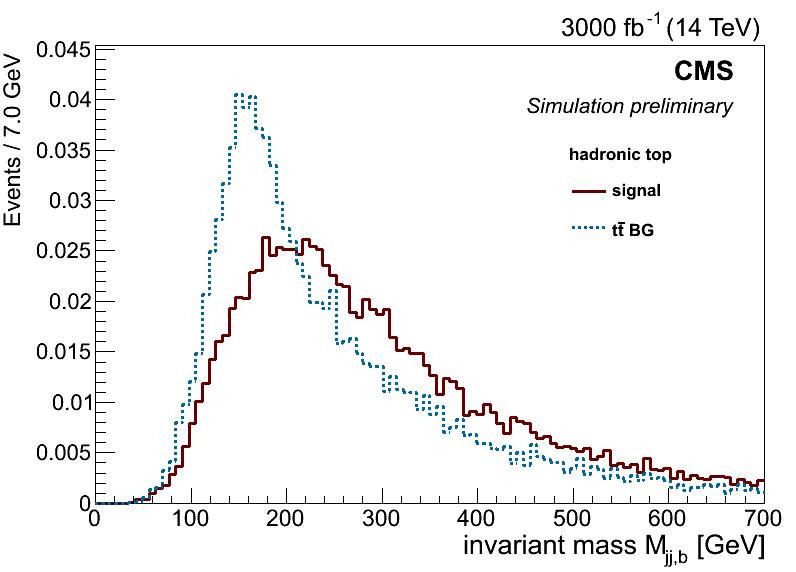 3000 fb⁻¹ (14 TeV)
CMS
Simulation preliminary
hadronic top
signal
tt̄ BG
Events / 7.0 GeV
0.045
0.04
0.035
0.03
0.025
0.02
0.015
0.01
0.005
0
0 100 200 300 400 500 600 700
invariant mass M_jj,b [GeV]